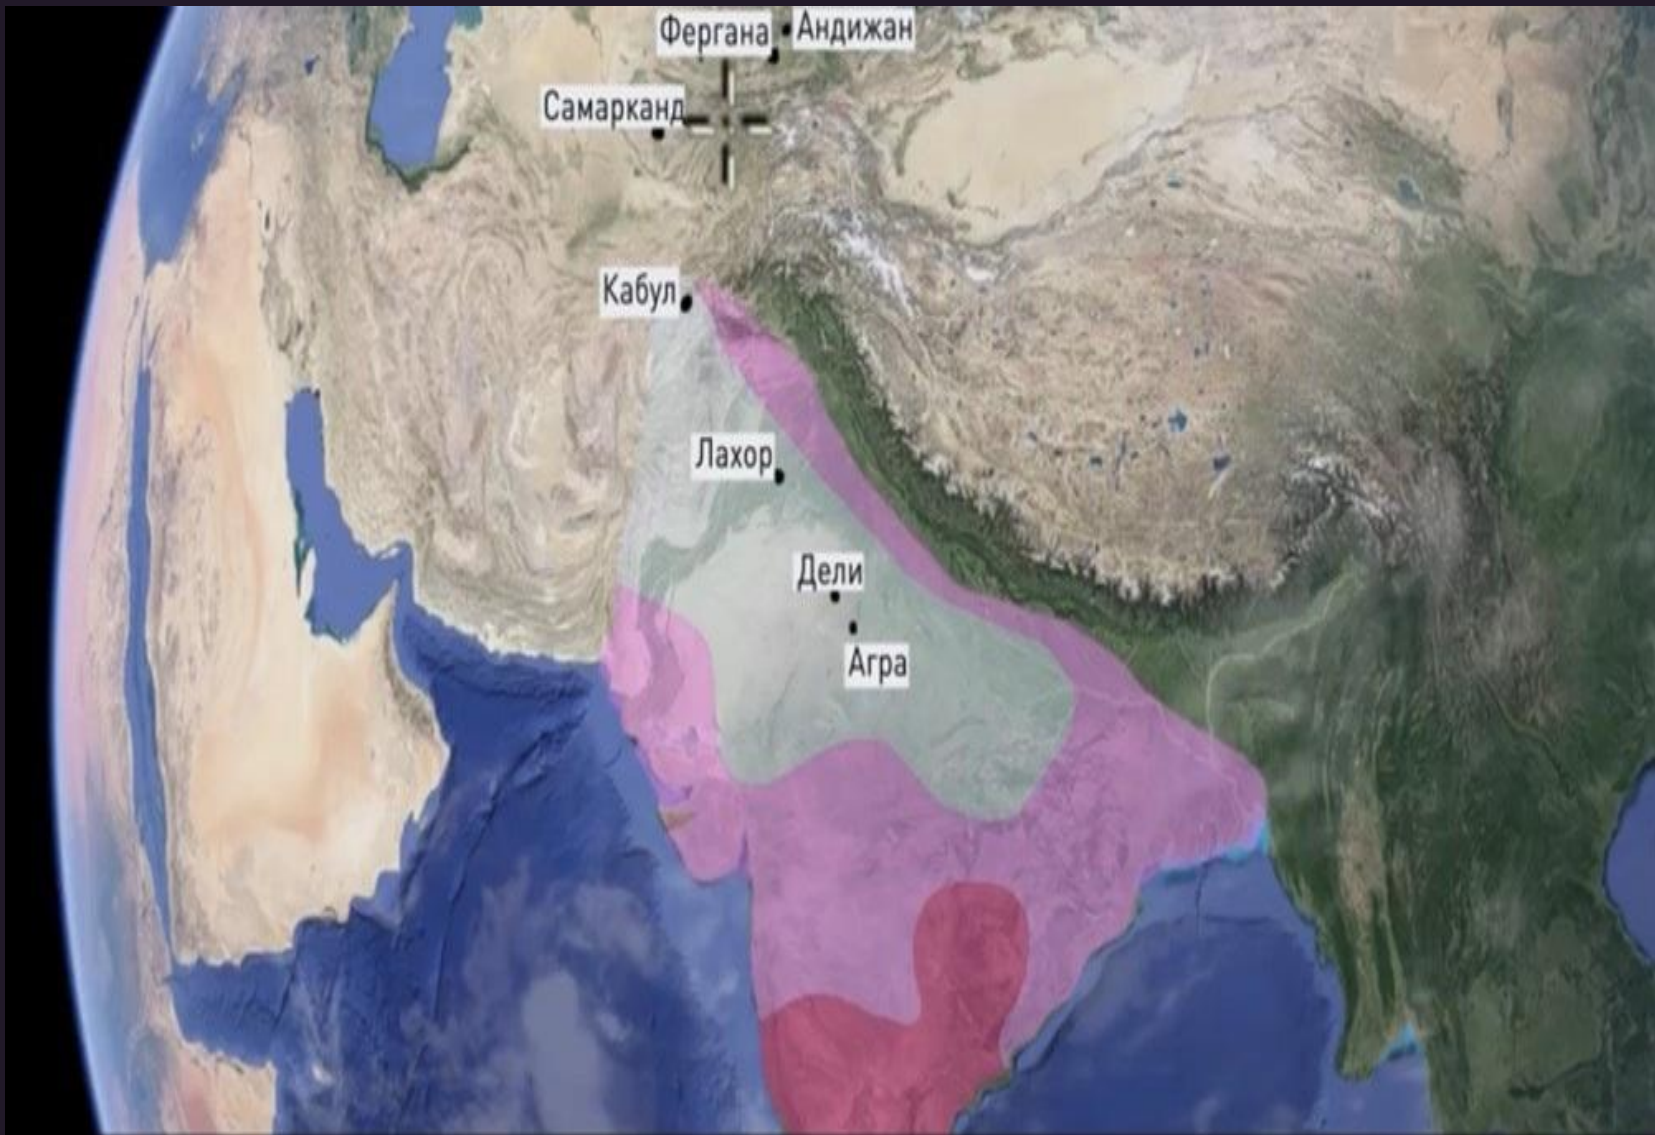 Фергана
Андижан
Самарканд
Кабул
Лахор
Дели
Агра